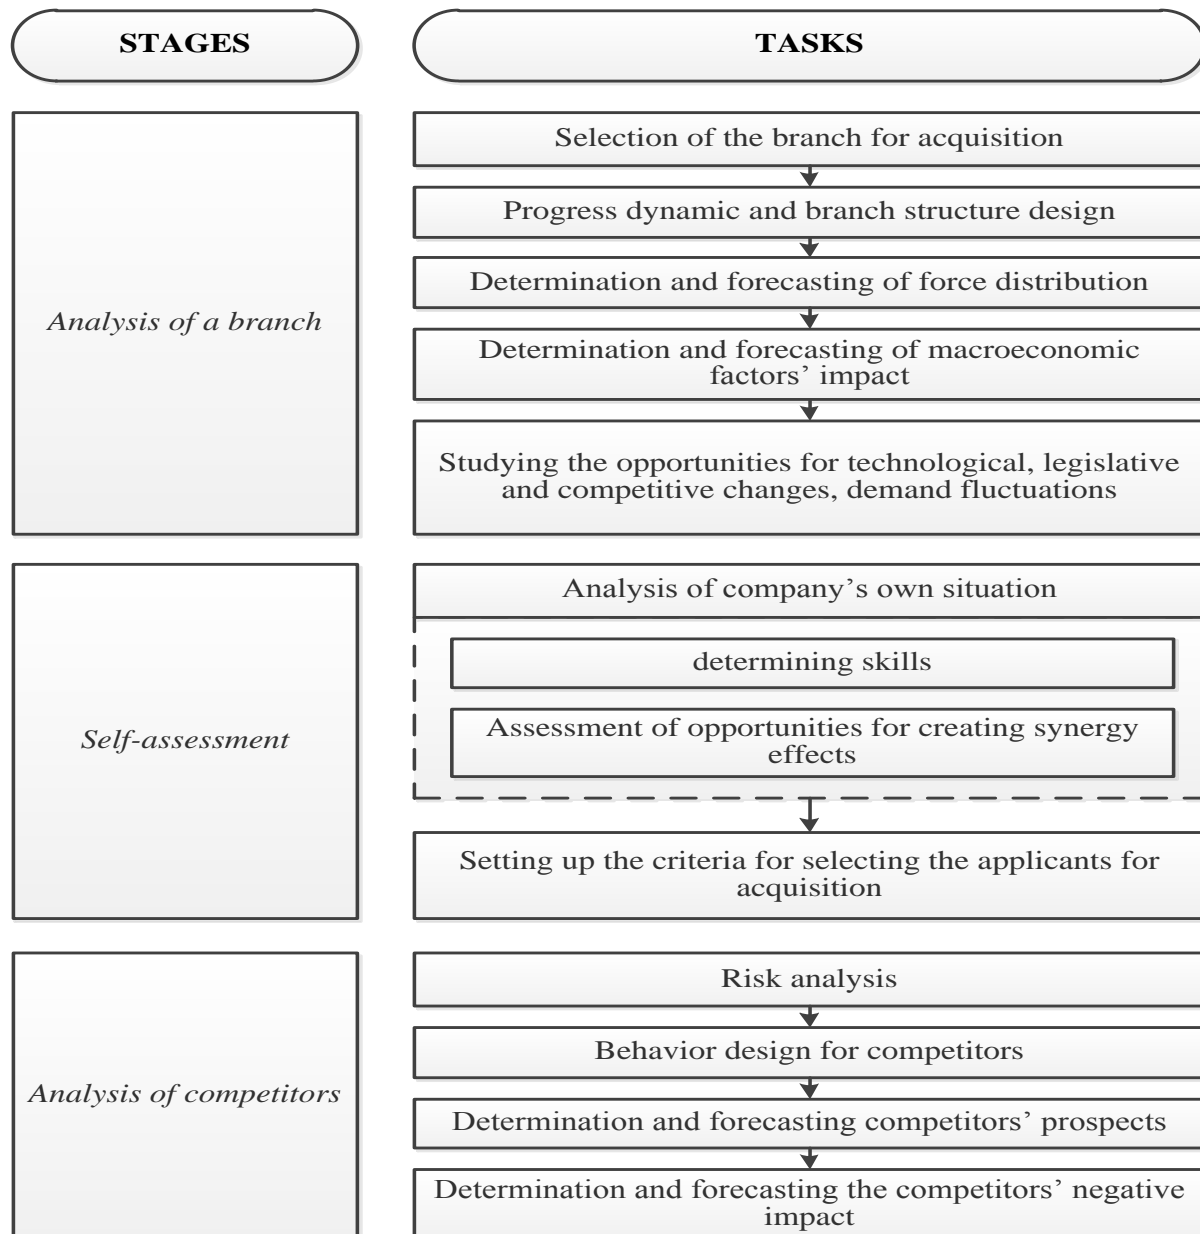 STAGES
TASKS
Analysis of a branch
Selection of the branch for acquisition
Progress dynamic and branch structure design
Determination and forecasting of force distribution
Determination and forecasting of macroeconomic
factors’ impact
Studying the opportunities for technological, legislative
and competitive changes, demand fluctuations
Self-assessment
Analysis of company’s own situation
determining skills
Assessment of opportunities for creating synergy
effects
Setting up the criteria for selecting the applicants for
acquisition
Analysis of competitors
Risk analysis
Behavior design for competitors
Determination and forecasting competitors’ prospects
Determination and forecasting the competitors’ negative
impact